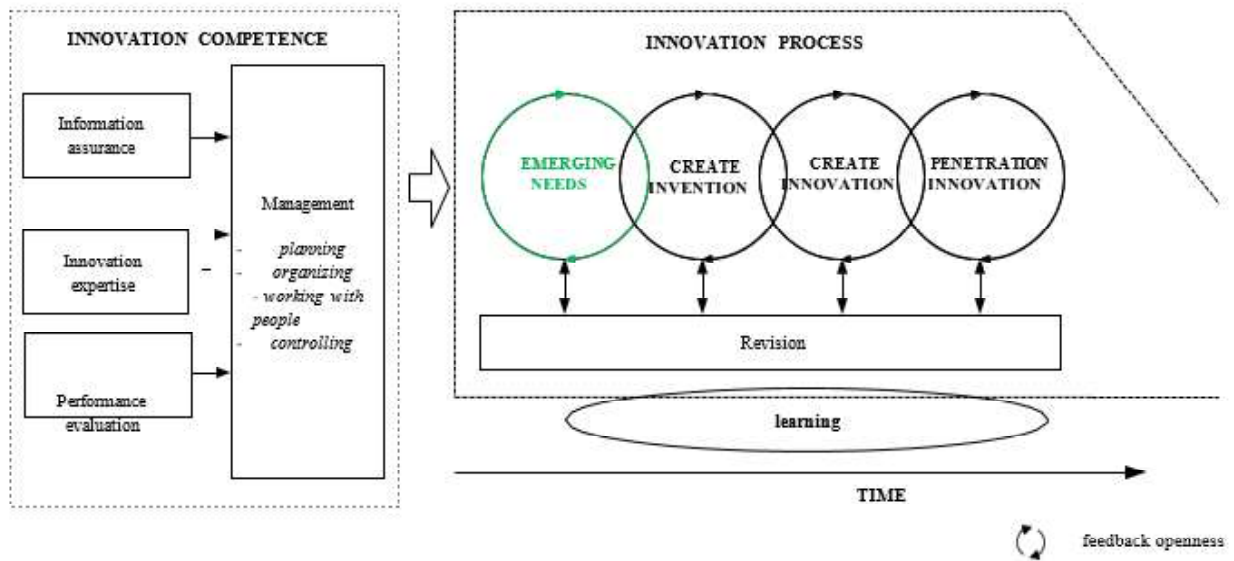 INNOVATION COMPETENCE
Information
assurance
Innovation
expertise
Performance
evaluation
Management
- planning
- organizing
- working with
people
- controlling
INNOVATION PROCESS
EMERGING
NEEDS
CREATE
INVENTION
CREATE
INNOVATION
PENETRATION
INNOVATION
Revision
learning
TIME
feedback openness